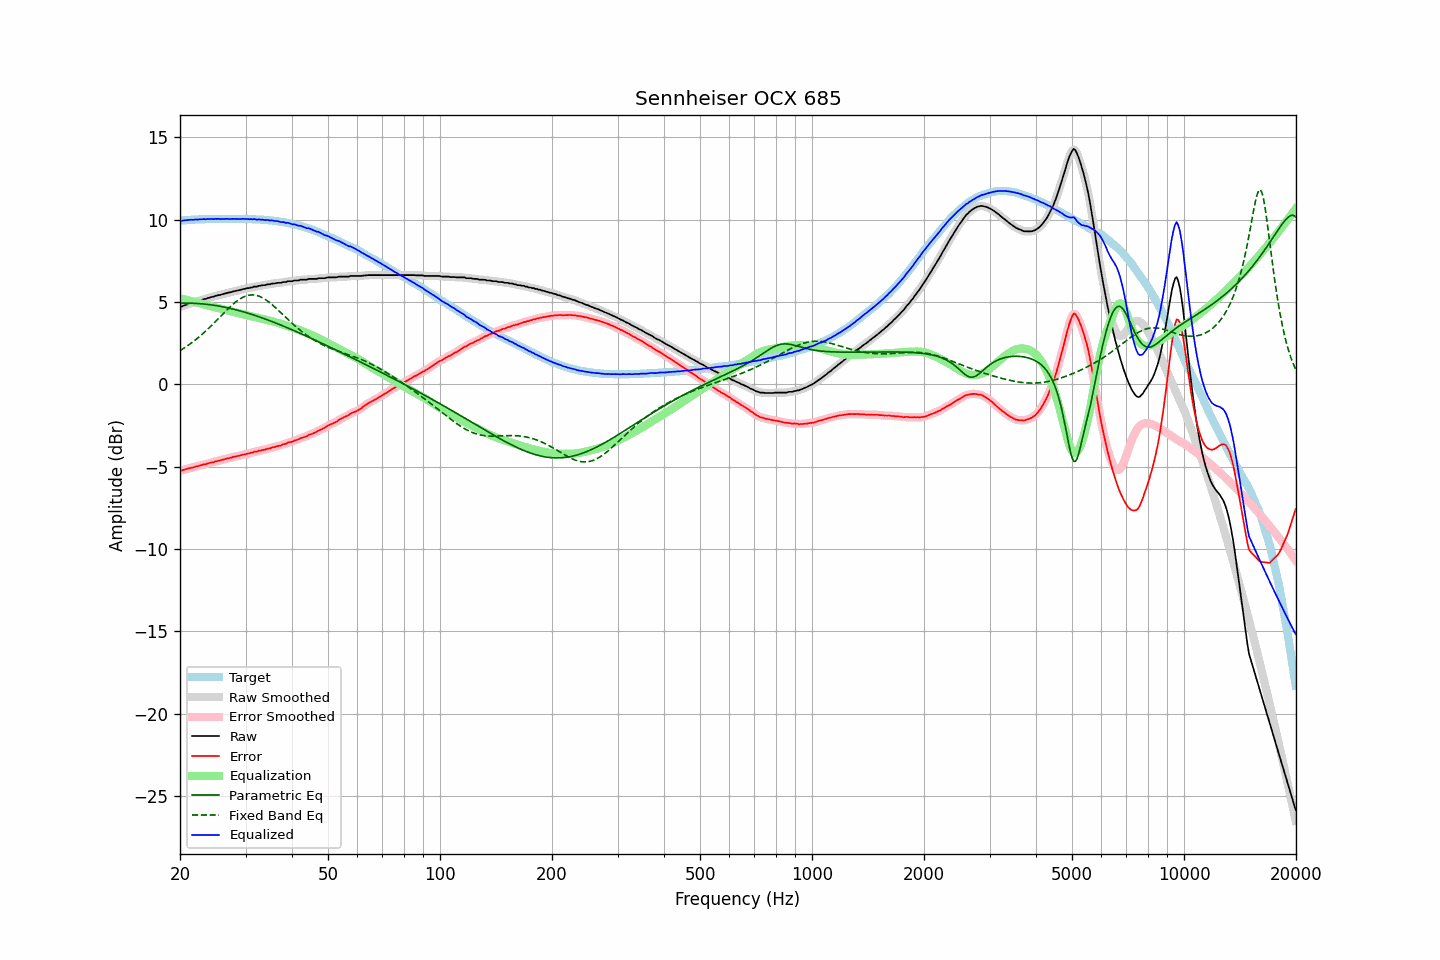 Sennheiser OCX 685
Amplitude (dBr)
15
10
5
0
−5
−10
−15
−20
−25
Target
Raw Smoothed
Error Smoothed
Raw
Error
Equalization
Parametric Eq
Fixed Band Eq
Equalized
20 50 100 200 500 1000 2000 5000 10000 20000
Frequency (Hz)